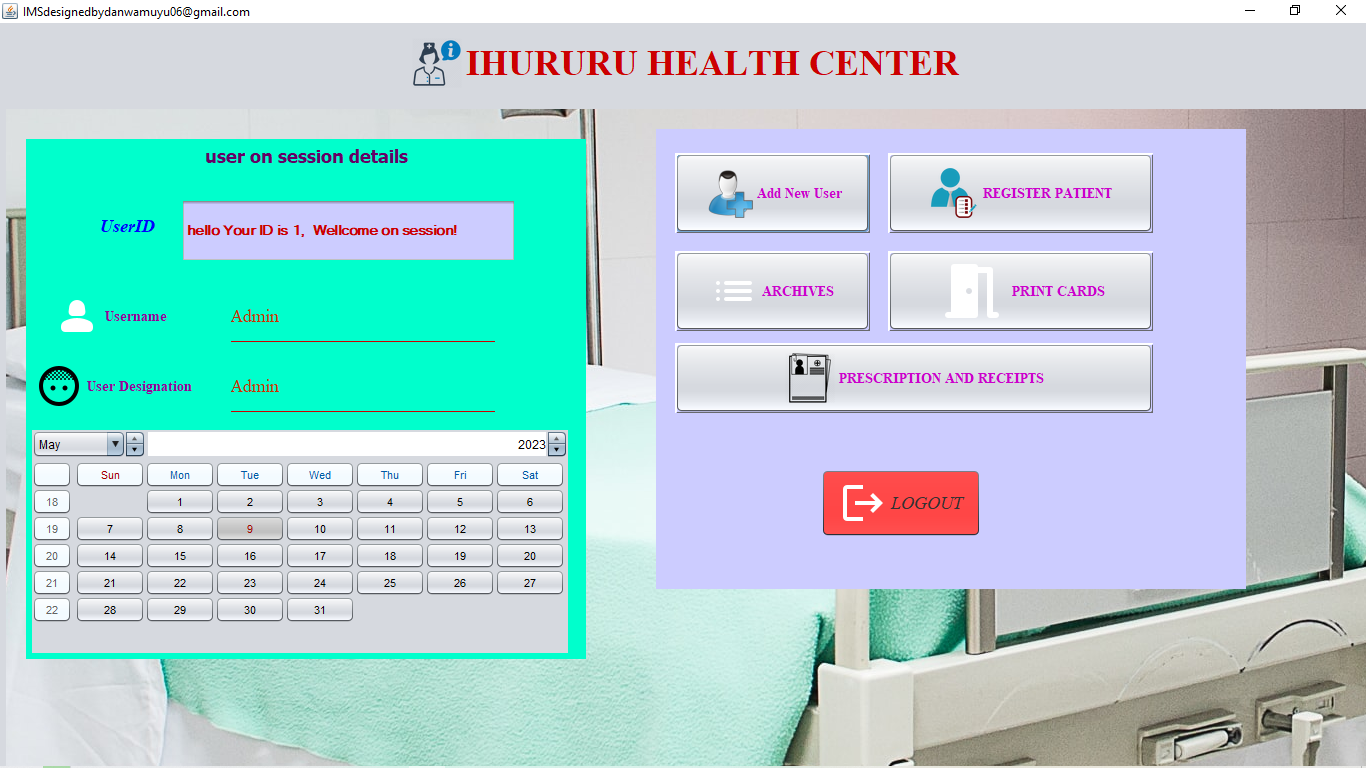 IMSdesignedbydanwamuyu06@gmail.com
IHURURU HEALTH CENTER
user on session details
UserID
hello Your ID is 1, Wellcome on session!
Username
Admin
User Designation
Admin
May
2023
Sun Mon Tue Wed Thu Fri Sat
18 1 2 3 4 5 6
19 7 8 9 10 11 12 13
20 14 15 16 17 18 19 20
21 21 22 23 24 25 26 27
22 28 29 30 31
Add New User
REGISTER PATIENT
ARCHIVES
PRINT CARDS
PRESCRIPTION AND RECEIPTS
LOGOUT